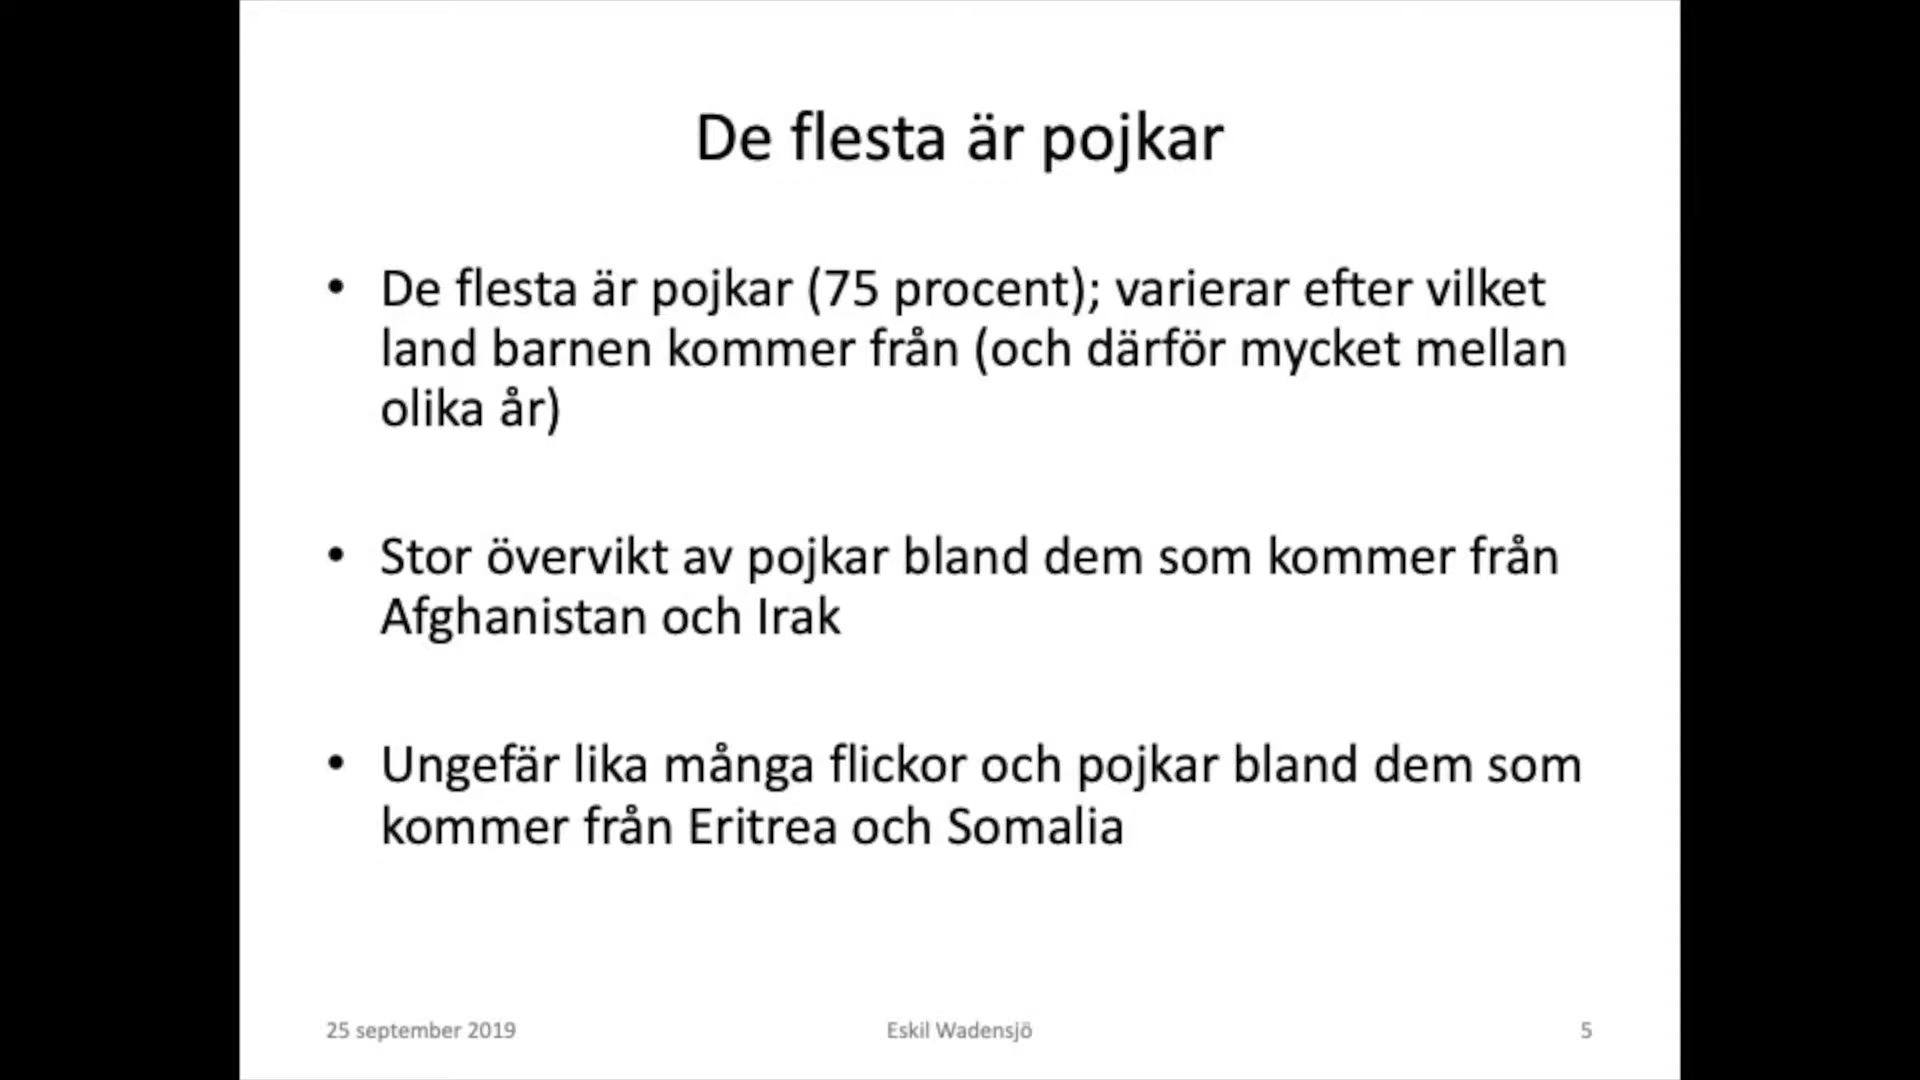 De flesta är pojkar
• De flesta är pojkar (75 procent); varierar efter vilket
land barnen kommer från (och därför mycket mellan
olika år)
• Stor övervikt av pojkar bland dem som kommer från
Afghanistan och Irak
• Ungefär lika många flickor och pojkar bland dem som
kommer från Eritrea och Somalia
25 september 2019
Eskil Wadensjö
5